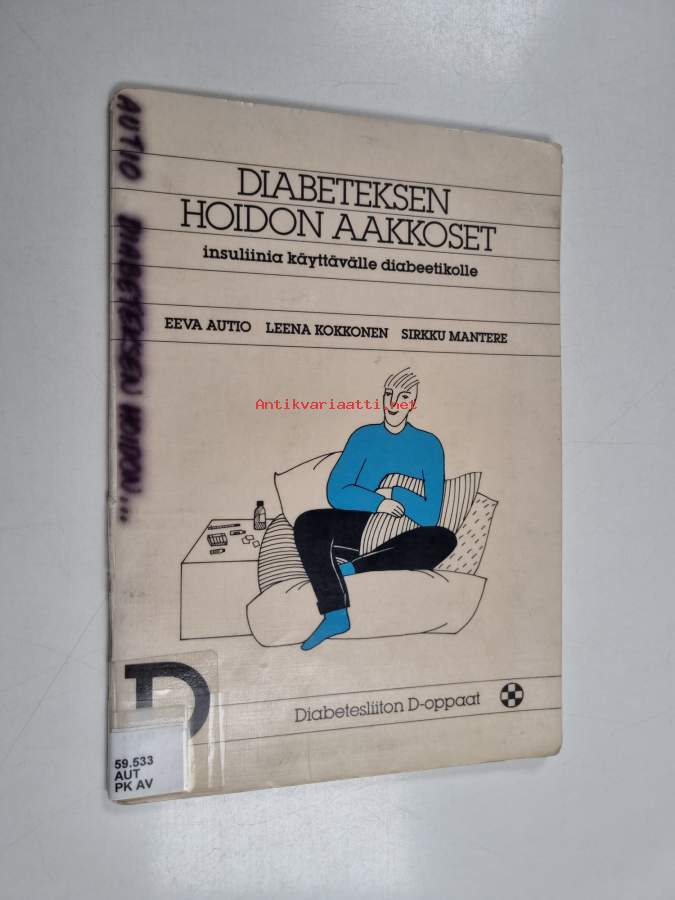 AUTIO DIABETEKSEN HOIDON...
DIABETEKSEN
HOIDON AAKKOSET
insuliinia käyttävälle diabeetikolle
EEVA AUTIO LEENA KOKKONEN SIRKKU MANTERE
Antikvariaatti.net
D
Diabetesliiton D-oppaat
59.533
AUT
PK AV